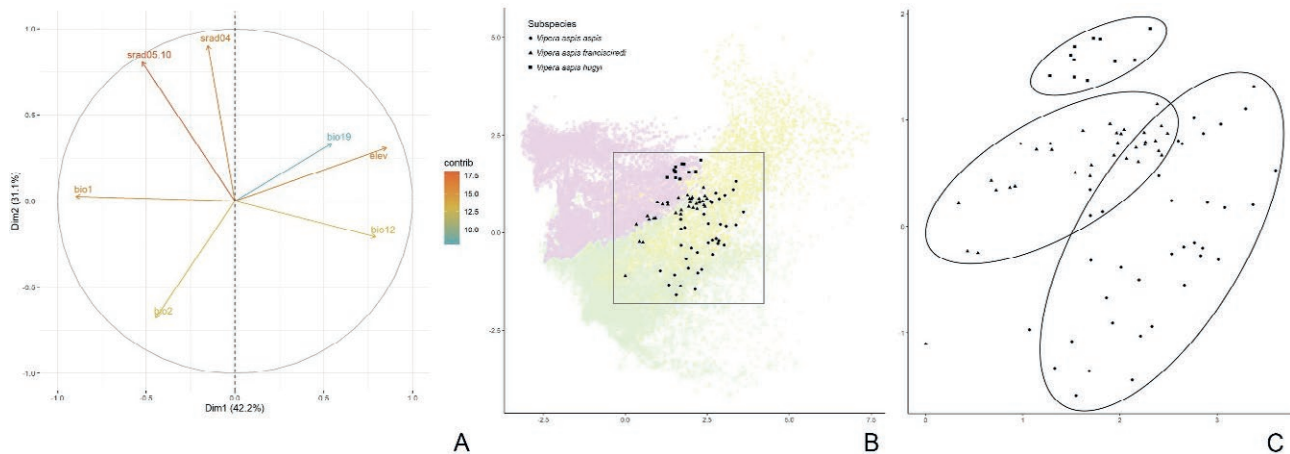 1.0
0.5
0.0
-0.5
-1.0
-1.0
-0.5
0.0
0.5
1.0
Dim2 (31.1%)
Dim1 (42.2%)
srad05.10
srad04
bio19
elev
bio1
bio12
bio2
contrib
17.5
15.0
12.5
10.0
A
Subspecies
Vipera aspis aspis
Vipera aspis francisciredi
Vipera aspis hugyi
5.0
2.5
0.0
-2.5
-2.5
0.0
2.5
5.0
7.5
B
2
1
0
0
1
2
3
C